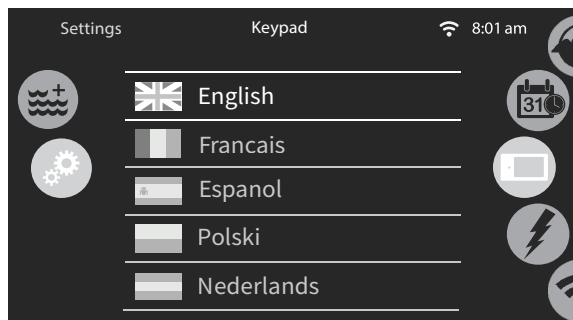 Settings
Keypad
8:01 am
English
31
Francais
Espanol
Polski
Nederlands